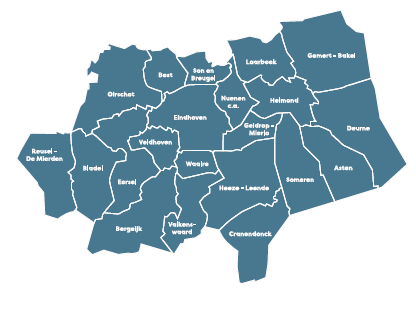 Gemert - Bakel
Laarbeek
Best
Son en
Breugel
Oirschot
Nuenen
c.a.
Helmond
Eindhoven
Geldrop -
Mierlo
Deurne
Veldhoven
Reusel -
De Mierden
Waalre
Bladel
Asten
Eersel
Someren
Heeze - Leende
Bergeijk
Valkens-
waard
Cranendonck